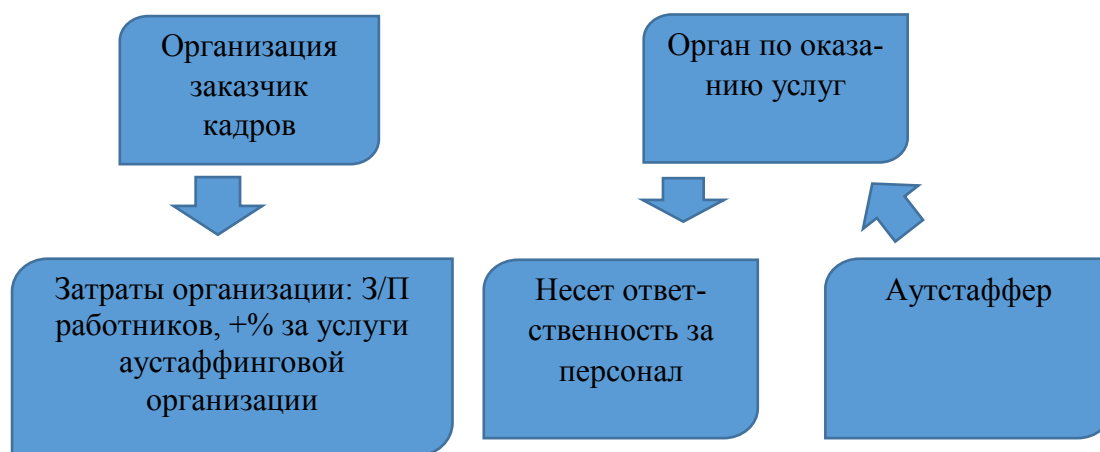 Организация
заказчик
кадров
Орган по оказа-
нию услуг
Затраты организации: З/П
работников, +% за услуги
аустаффинговой
организации
Несет ответ-
ственность за
персонал
Аутстаффер